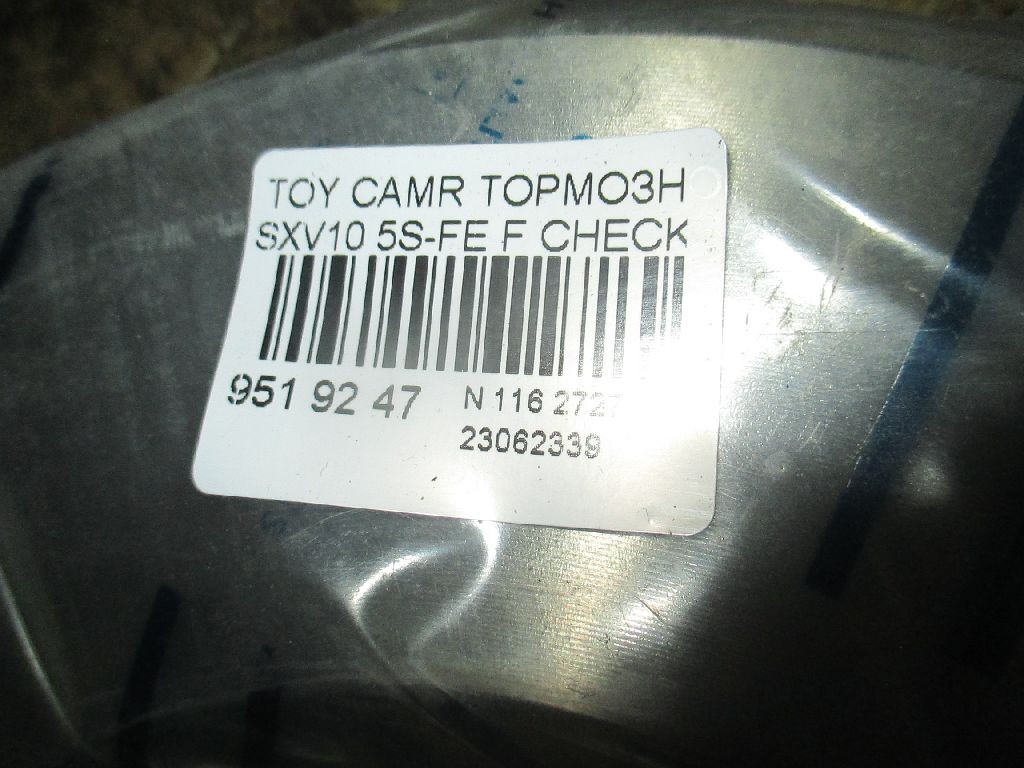 TOY CAMR ТОРМОЗН
SXV10 5S-FE F CHECK
951 92 47
N 116 2727
23062339